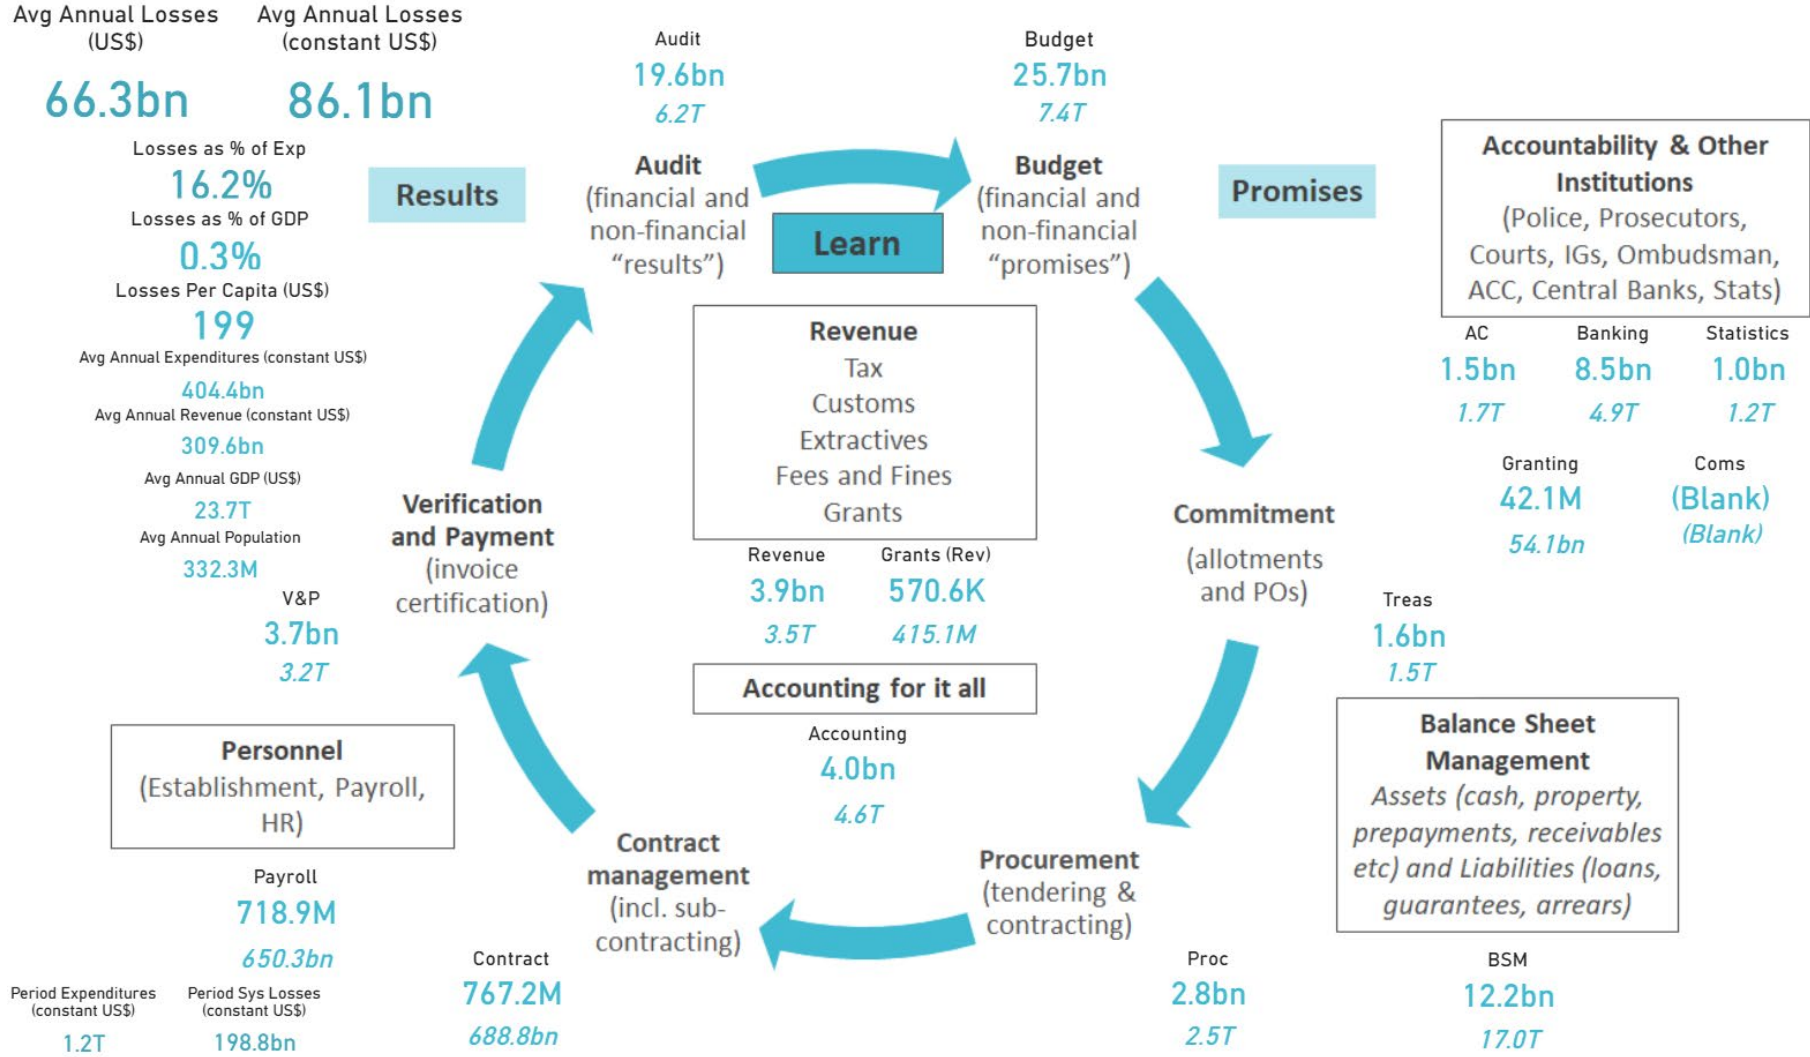 Avg Annual Losses
(US$)
66.3bn
Avg Annual Losses
(constant US$)
86.1bn
Losses as % of Exp
16.2%
Losses as % of GDP
0.3%
Losses Per Capita (US$)
199
Avg Annual Expenditures (constant US$)
404.4bn
Avg Annual Revenue (constant US$)
309.6bn
Avg Annual GDP (US$)
23.7T
Avg Annual Population
332.3M
Results
Audit
19.6bn
6.2T
Audit
(financial and
non-financial
“results”)
Learn
Budget
25.7bn
7.4T
Budget
(financial and
non-financial
“promises”)
Promises
Accountability & Other
Institutions
(Police, Prosecutors,
Courts, IGs, Ombudsman,
ACC, Central Banks, Stats)
AC
1.5bn
1.7T
Banking
8.5bn
4.9T
Statistics
1.0bn
1.2T
Granting
42.1M
54.1bn
Coms
(Blank)
(Blank)
Revenue
Tax
Customs
Extractives
Fees and Fines
Grants
Revenue
3.9bn
3.5T
Grants (Rev)
570.6K
415.1M
Accounting for it all
Accounting
4.0bn
4.6T
Commitment
(allotments
and POs)
Treas
1.6bn
1.5T
Balance Sheet
Management
Assets (cash, property,
prepayments, receivables
etc) and Liabilities (loans,
guarantees, arrears)
BSM
12.2bn
17.0T
Procurement
(tendering &
contracting)
Proc
2.8bn
2.5T
Contract
management
(incl. sub-
contracting)
Contract
767.2M
688.8bn
Verification
and Payment
(invoice
certification)
V&P
3.7bn
3.2T
Personnel
(Establishment, Payroll,
HR)
Payroll
718.9M
650.3bn
Period Expenditures
(constant US$)
1.2T
Period Sys Losses
(constant US$)
198.8bn